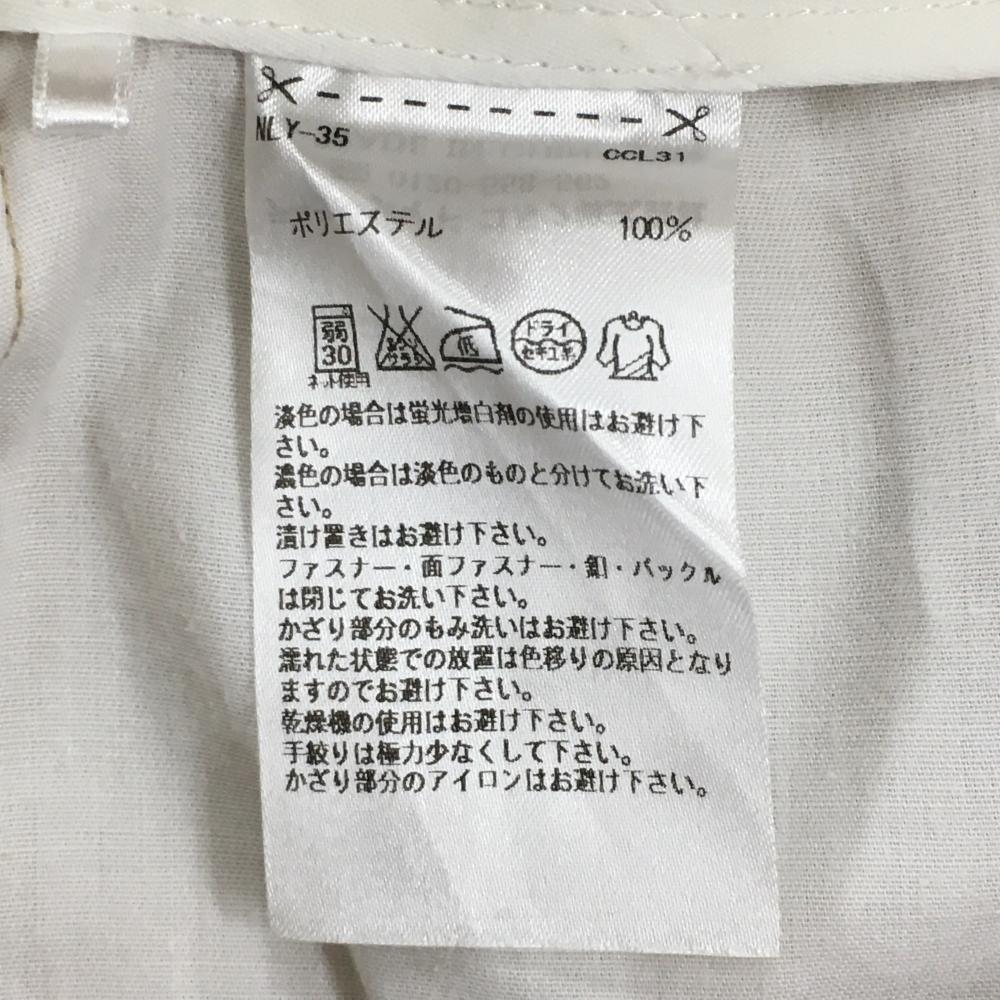 NLY-35
CCL31
ポリエステル 100%
弱
30
ネット使用
エンソ
サラシ
低
ドライ
セキユ系
淡色の場合は蛍光増白剤の使用はお避け下
さい。
濃色の場合は淡色のものと分けてお洗い下
さい。
漬け置きはお避け下さい。
ファスナー・面ファスナー・釦・バックル
は閉じてお洗い下さい。
かざり部分のもみ洗いはお避け下さい。
濡れた状態での放置は色移りの原因となり
ますのでお避け下さい。
乾燥機の使用はお避け下さい。
手絞りは極力少なくして下さい。
かざり部分のアイロンはお避け下さい。